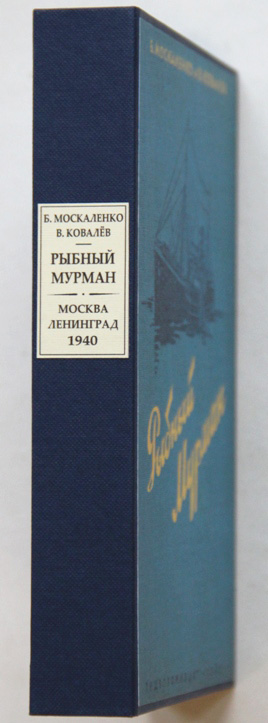 Б. МОСКАЛЕНКО
В. КОВАЛЁВ
РЫБНЫЙ
МУРМАН
МОСКВА
ЛЕНИНГРАД
1940
Рыбный
Мурман